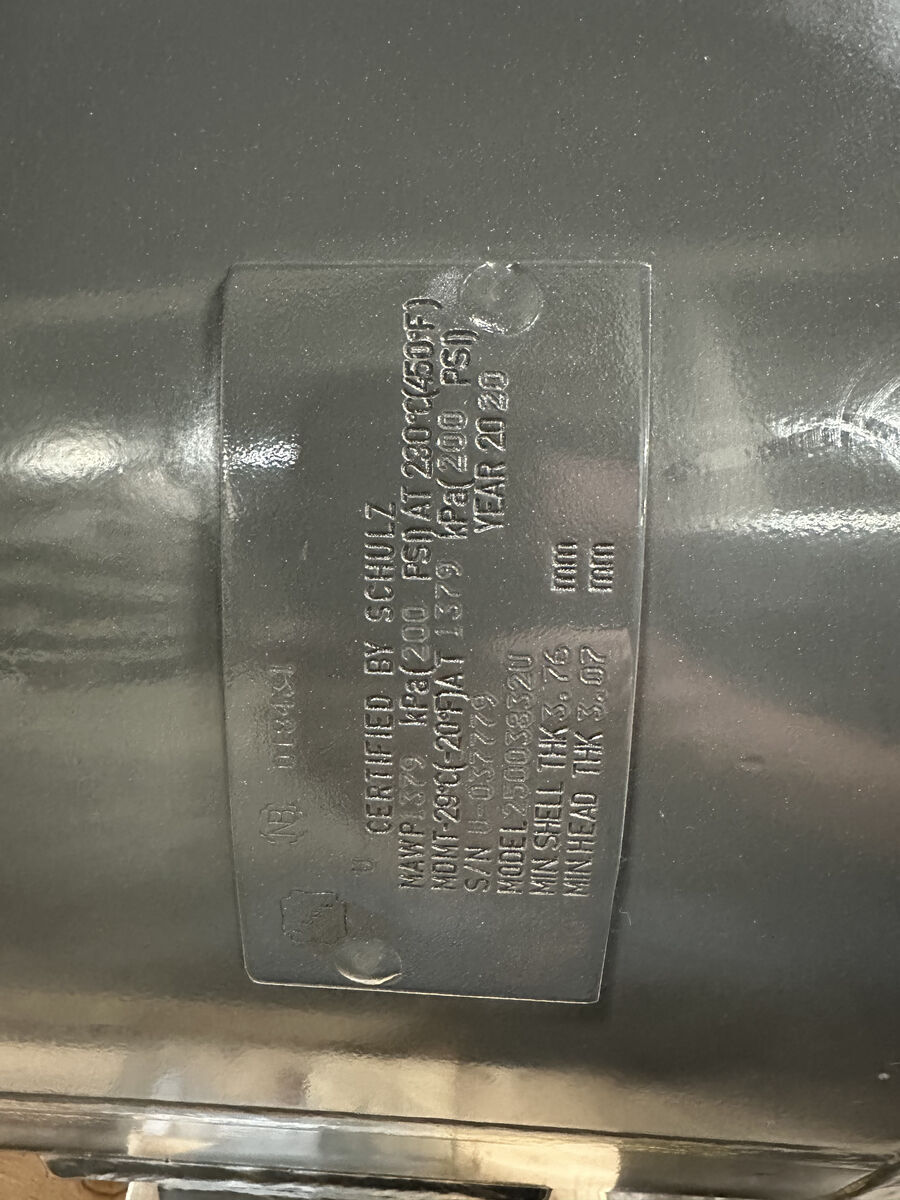 NB
U
CERTIFIED BY SCHULZ
MAWP 1379 kPa(200 PSI) AT 230°C(450°F)
MDMT-29°C(-20°F)AT 1379 kPa(200 PSI)
S/N U-037779 YEAR 2020
MODEL 25003832U
MIN.SHELL THK 3.76 mm
MIN.HEAD THK 3.07 mm